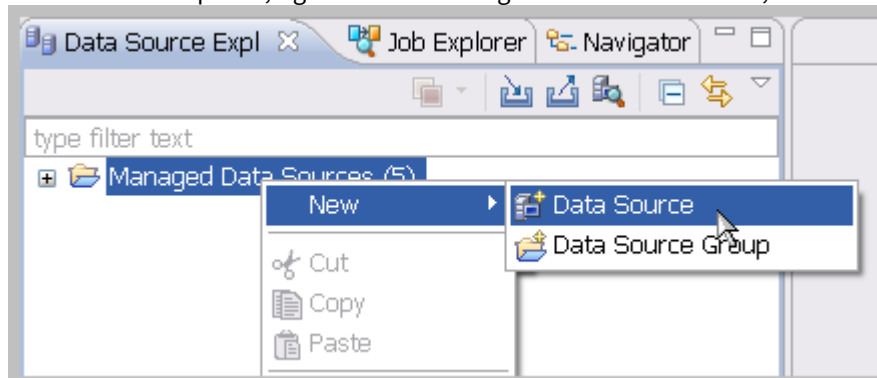 Data Source Expl Job Explorer Navigator
type filter text
Managed Data Sources (5)
New Data Source
Data Source Group
Cut
Copy
Paste